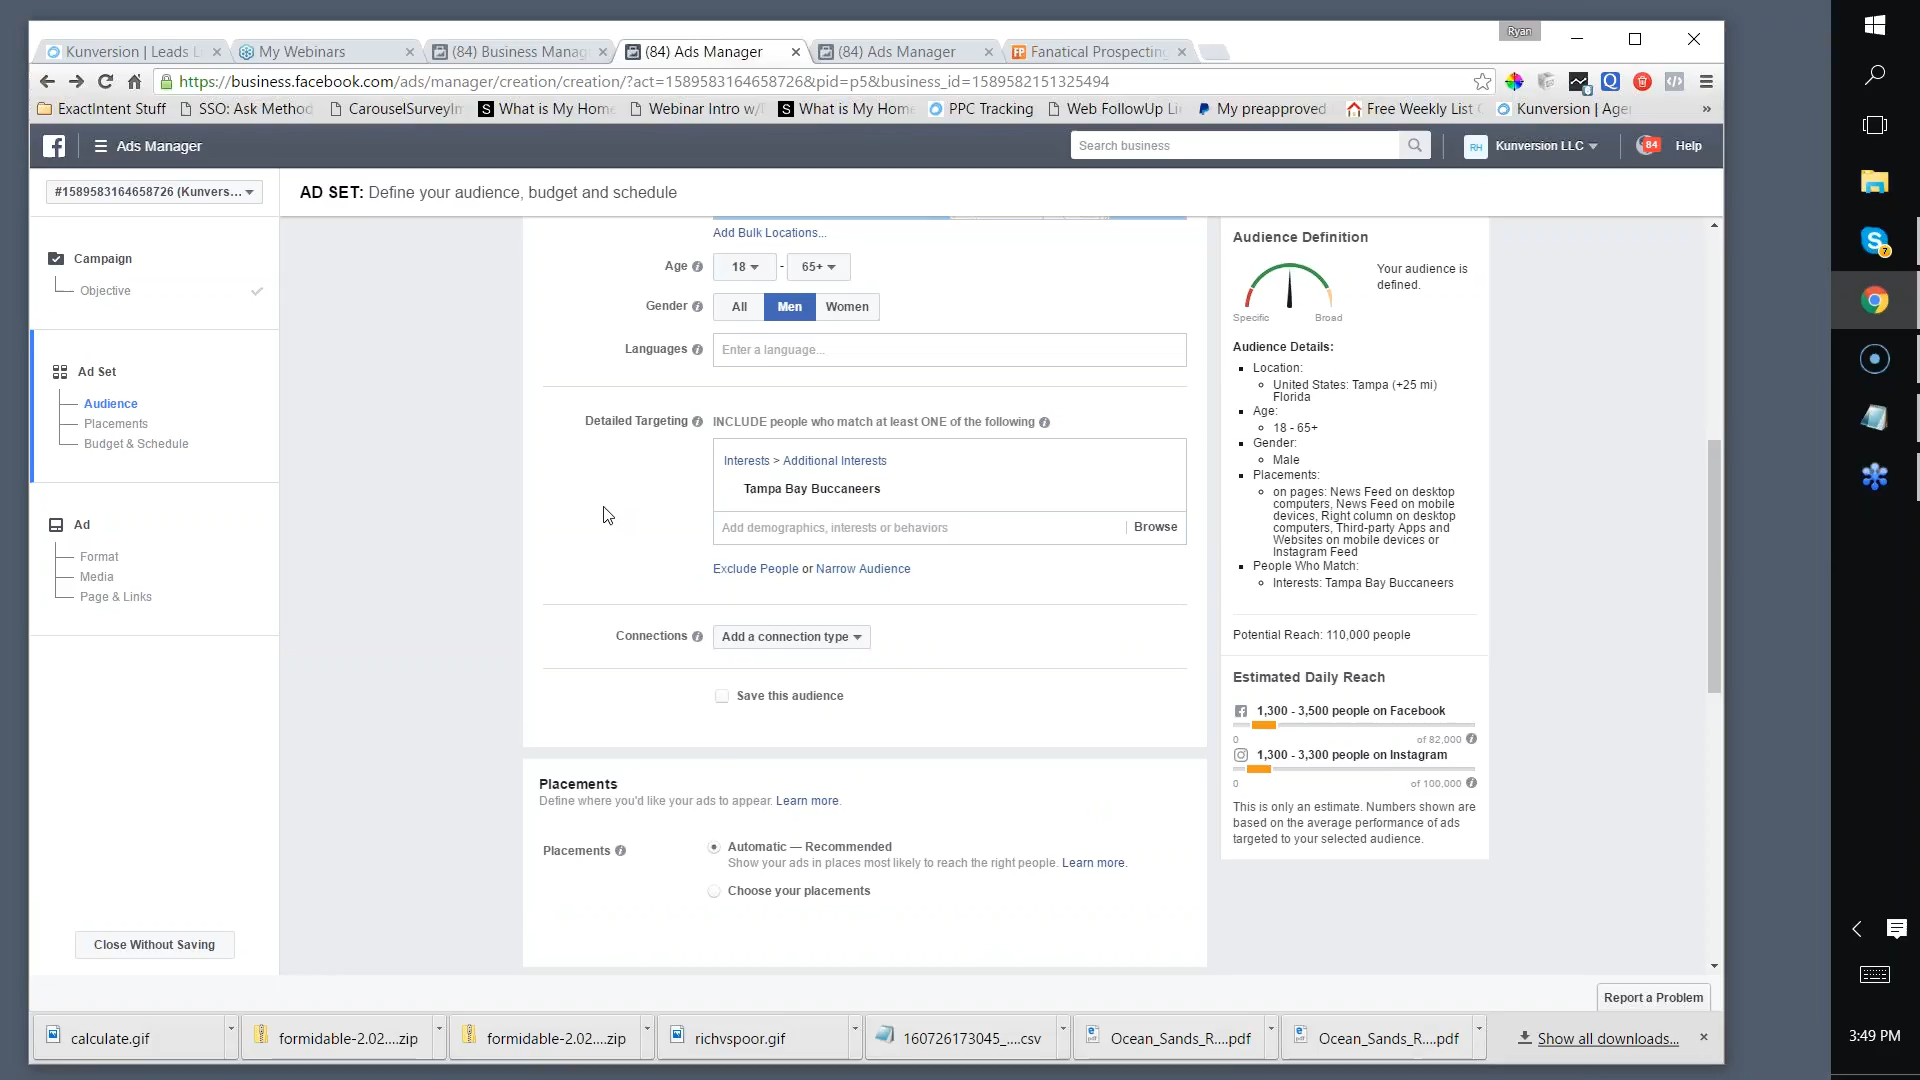 Ryan
Kunversion | Leads L
My Webinars
(84) Business Manag
(84) Ads Manager
(84) Ads Manager
Fanatical Prospecting
https://business.facebook.com/ads/manager/creation/creation/?act=1589583164658726&pid=p5&business_id=1589582151325494
ExactIntent Stuff
SSO: Ask Method
CarouselSurveyIm
What is My Home
Webinar Intro w/
What is My Home
PPC Tracking
Web FollowUp Li
My preapproved
Free Weekly List
Kunversion | Age
»
Ads Manager
Search business
RH
Kunversion LLC
84
Help
#1589583164658726 (Kunvers...
AD SET: Define your audience, budget and schedule
Campaign
Objective
Ad Set
Audience
Placements
Budget & Schedule
Ad
Format
Media
Page & Links
Close Without Saving
Add Bulk Locations...
Age
18
-
65+
Gender
All
Men
Women
Languages
Enter a language...
Detailed Targeting
INCLUDE people who match at least ONE of the following
Interests > Additional Interests
Tampa Bay Buccaneers
Add demographics, interests or behaviors
Browse
Exclude People or Narrow Audience
Connections
Add a connection type
Save this audience
Placements
Define where you'd like your ads to appear. Learn more.
Placements
Automatic — Recommended
Show your ads in places most likely to reach the right people. Learn more.
Choose your placements
Audience Definition
Your audience is
defined.
Specific
Broad
Audience Details:
Location:
United States: Tampa (+25 mi)
Florida
Age:
18 - 65+
Gender:
Male
Placements:
on pages: News Feed on desktop
computers, News Feed on mobile
devices, Right column on desktop
computers, Third-party Apps and
Websites on mobile devices or
Instagram Feed
People Who Match:
Interests: Tampa Bay Buccaneers
Potential Reach: 110,000 people
Estimated Daily Reach
1,300 - 3,500 people on Facebook
0
of 82,000
1,300 - 3,300 people on Instagram
0
of 100,000
This is only an estimate. Numbers shown are
based on the average performance of ads
targeted to your selected audience.
Report a Problem
calculate.gif
formidable-2.02....zip
formidable-2.02....zip
richvspoor.gif
160726173045_....csv
Ocean_Sands_R....pdf
Ocean_Sands_R....pdf
Show all downloads...
7
3:49 PM